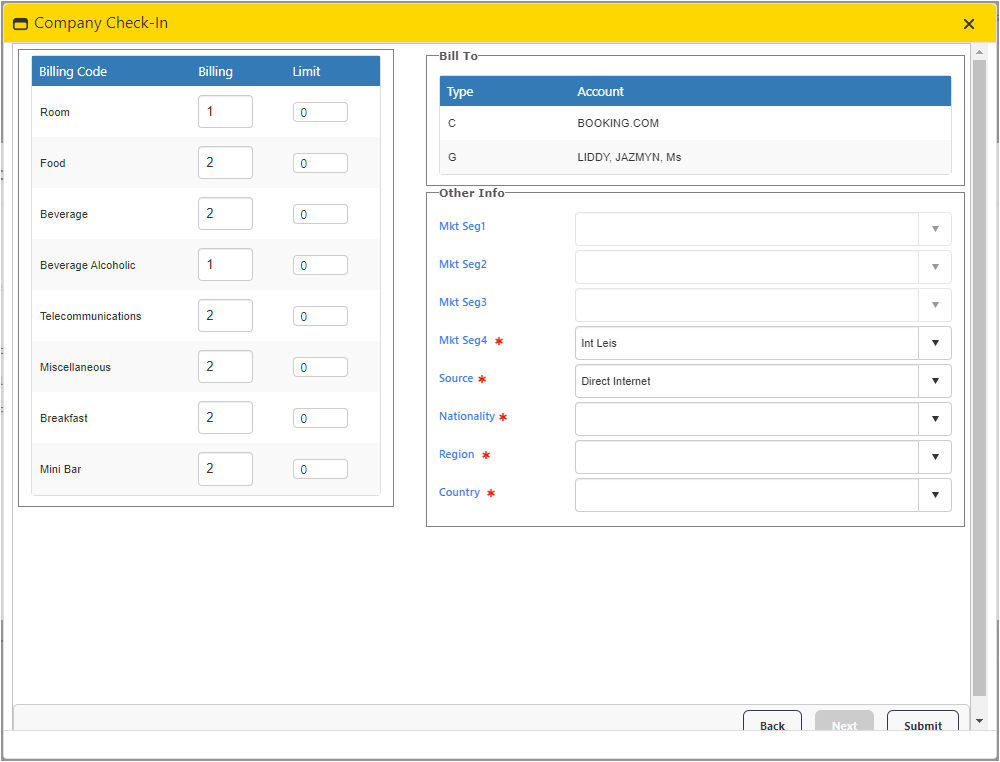 Company Check-In
Billing Code Billing Limit
Room 1 0
Food 2 0
Beverage 2 0
Beverage Alcoholic 1 0
Telecommunications 2 0
Miscellaneous 2 0
Breakfast 2 0
Mini Bar 2 0
Bill To
Type Account
C BOOKING.COM
G LIDDY, JAZMYN, Ms
Other Info
Mkt Seg1
Mkt Seg2
Mkt Seg3
Mkt Seg4 * Int Leis
Source * Direct Internet
Nationality *
Region *
Country *
Back Next Submit